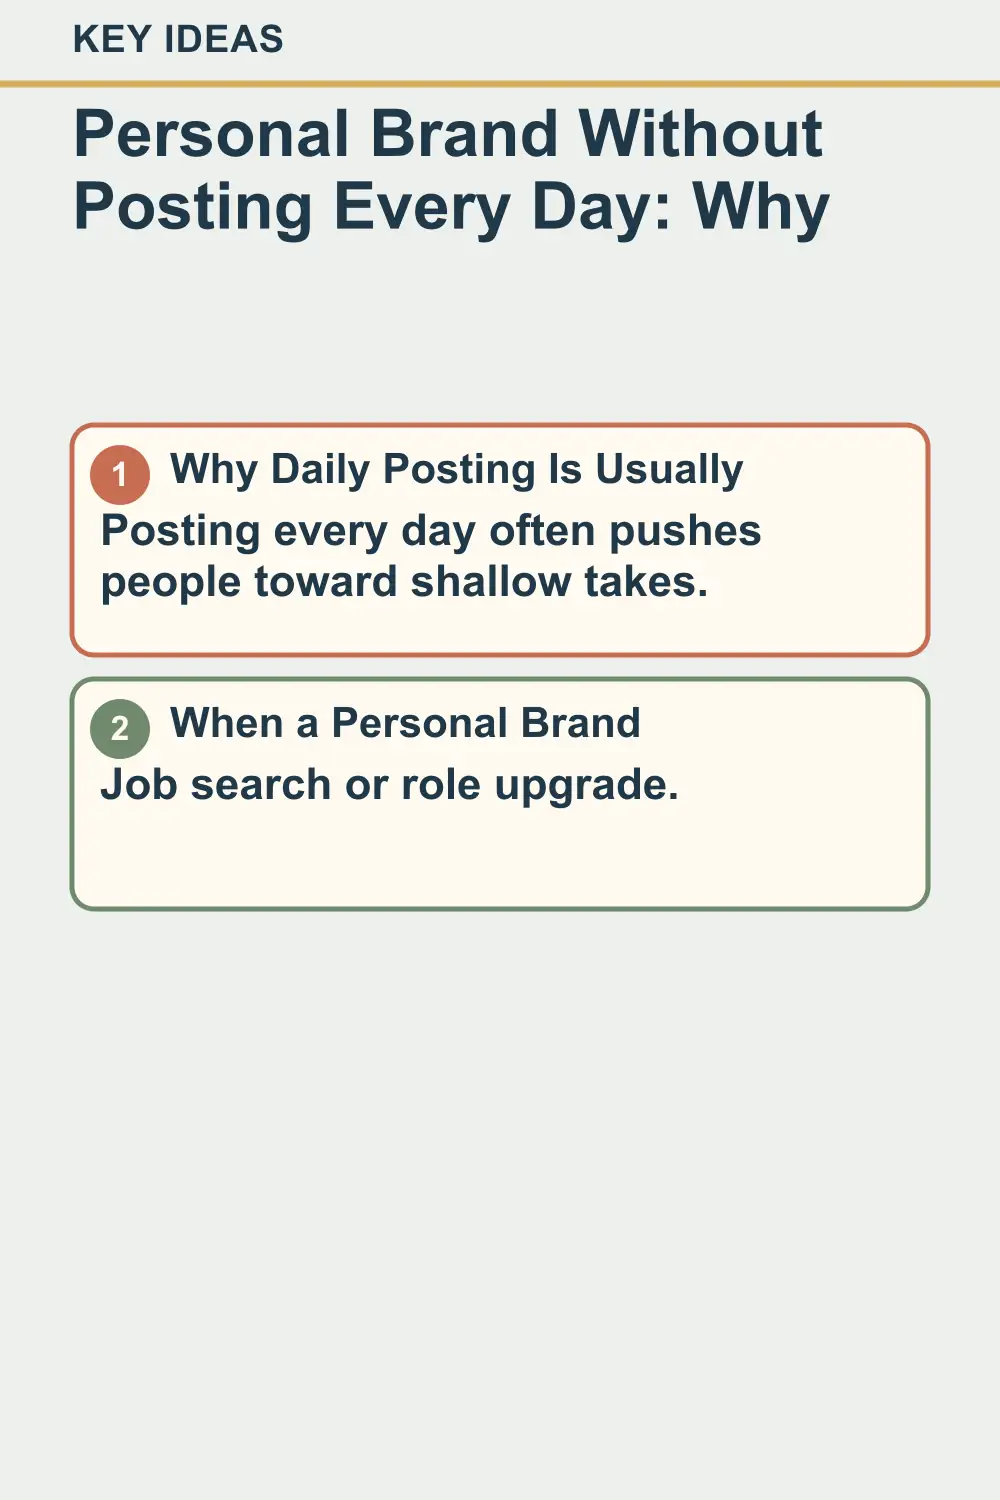 KEY IDEAS
Personal Brand Without
Posting Every Day: Why
1 Why Daily Posting Is Usually
Posting every day often pushes
people toward shallow takes.
2 When a Personal Brand
Job search or role upgrade.